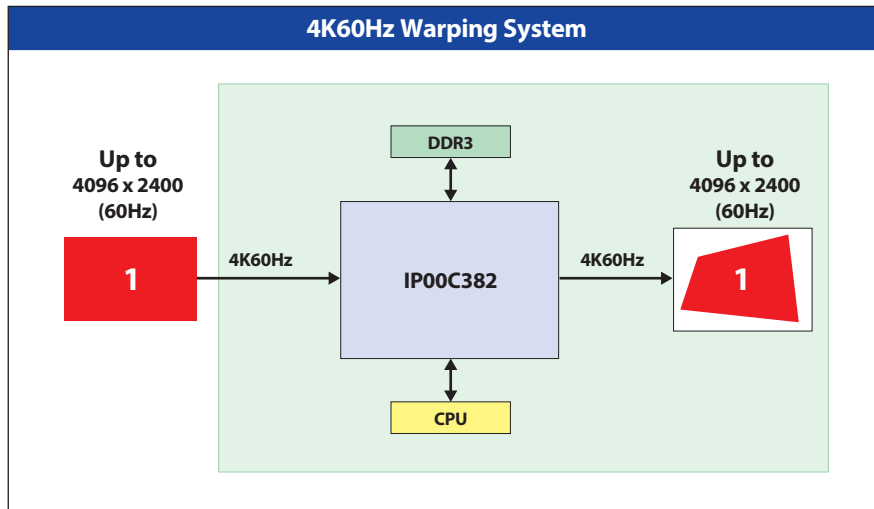 4K60Hz Warping System
DDR3
Up to
4096 x 2400
(60Hz)
Up to
4096 x 2400
(60Hz)
1
4K60Hz
IP00C382
4K60Hz
1
CPU